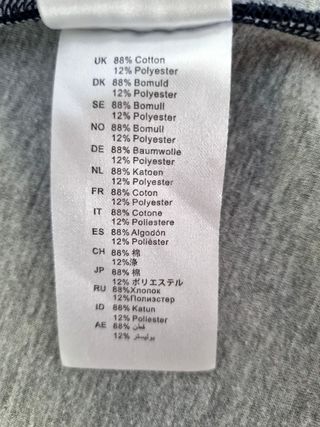 UK 88% Cotton
12% Polyester
DK 88% Bomuld
12% Polyester
SE 88% Bomull
12% Polyester
NO 88% Bomull
12% Polyester
DE 88% Baumwolle
12% Polyester
NL 88% Katoen
12% Polyester
FR 88% Coton
12% Polyester
IT 88% Cotone
12% Poliestere
ES 88% Algodón
12% Poliéster
CH 88% 棉
12% 涤
JP 88% 棉
12% ポリエステル
RU 88% Хлопок
12% Полиэстер
ID 88% Katun
12% Poliester
AE 88% قطن
12% بوليستر